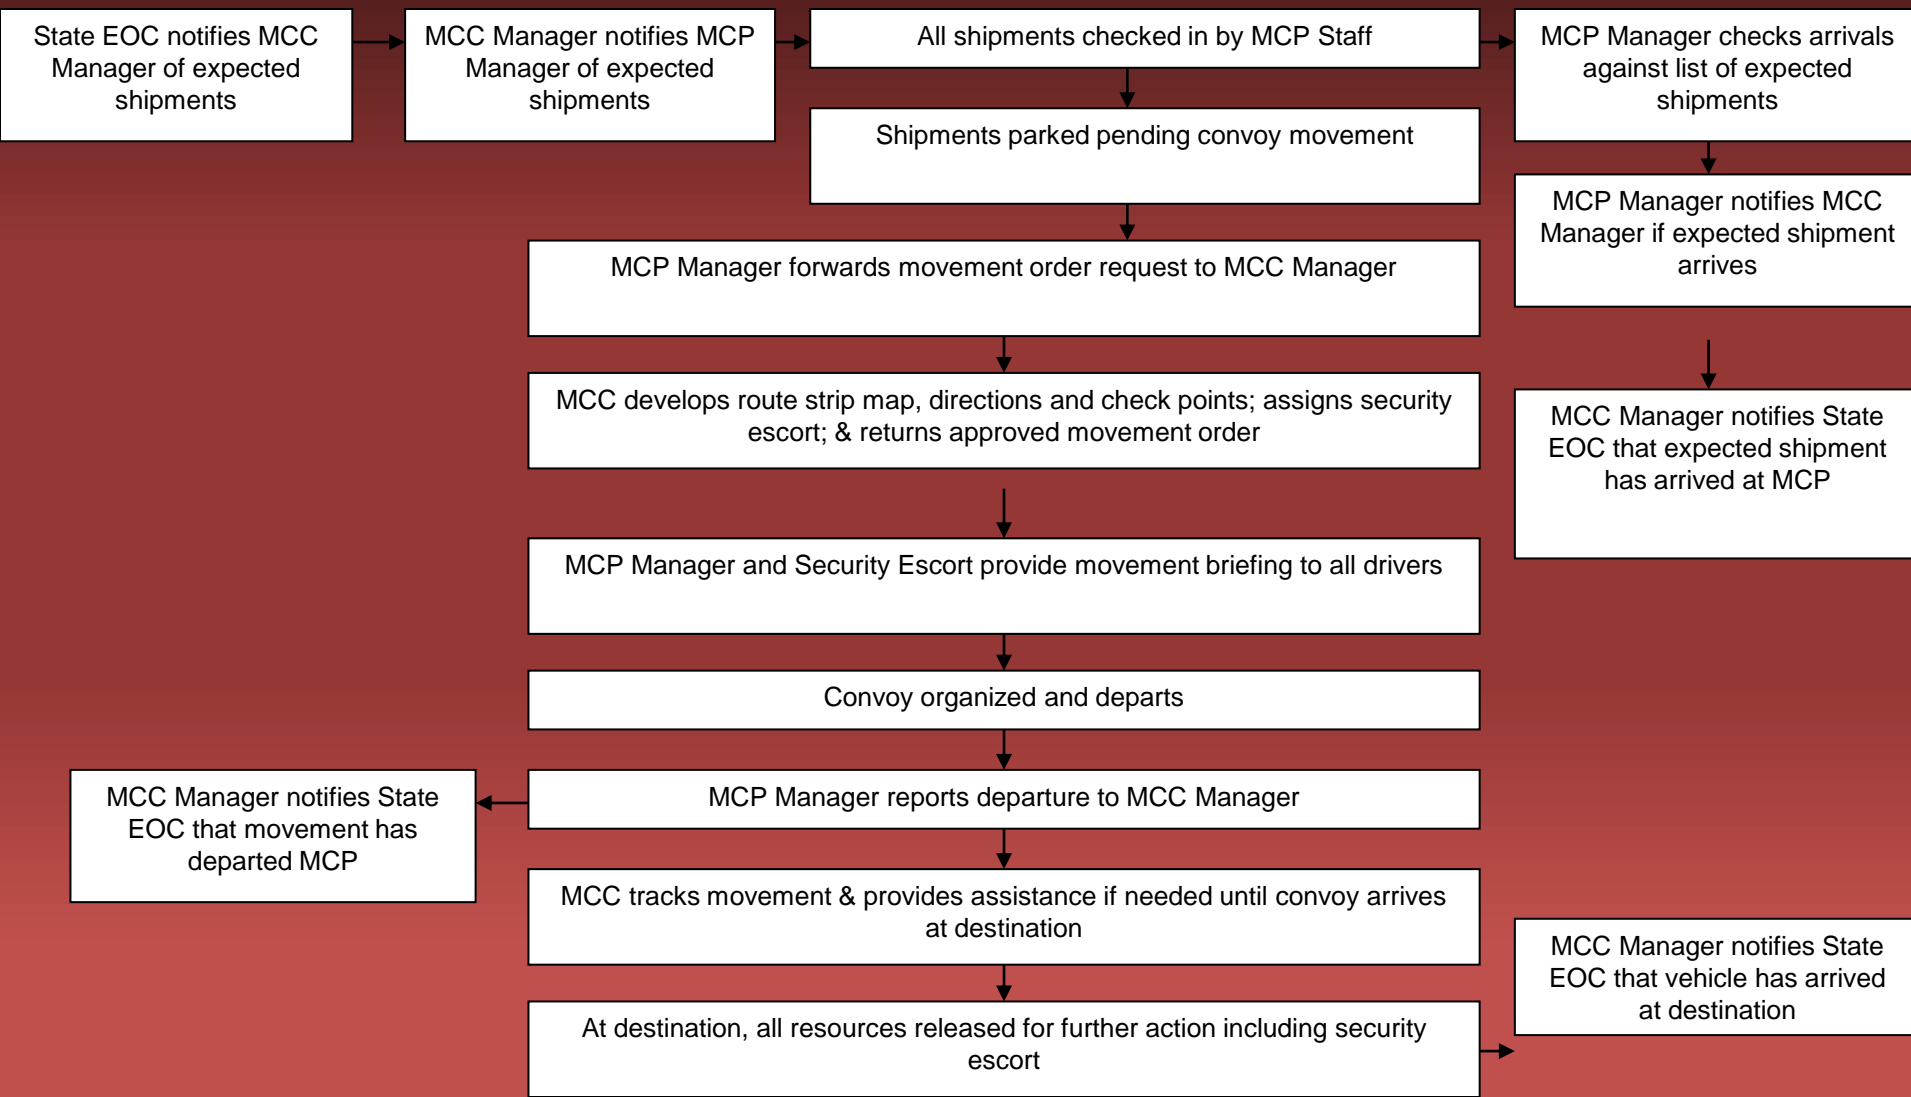 State EOC notifies MCC
Manager of expected
shipments
MCC Manager notifies MCP
Manager of expected
shipments
All shipments checked in by MCP Staff
MCP Manager checks arrivals
against list of expected
shipments
Shipments parked pending convoy movement
MCP Manager notifies MCC
Manager if expected shipment
arrives
MCP Manager forwards movement order request to MCC Manager
MCC develops route strip map, directions and check points; assigns security
escort; & returns approved movement order
MCC Manager notifies State
EOC that expected shipment
has arrived at MCP
MCP Manager and Security Escort provide movement briefing to all drivers
Convoy organized and departs
MCP Manager reports departure to MCC Manager
MCC Manager notifies State
EOC that movement has
departed MCP
MCC tracks movement & provides assistance if needed until convoy arrives
at destination
At destination, all resources released for further action including security
escort
MCC Manager notifies State
EOC that vehicle has arrived
at destination